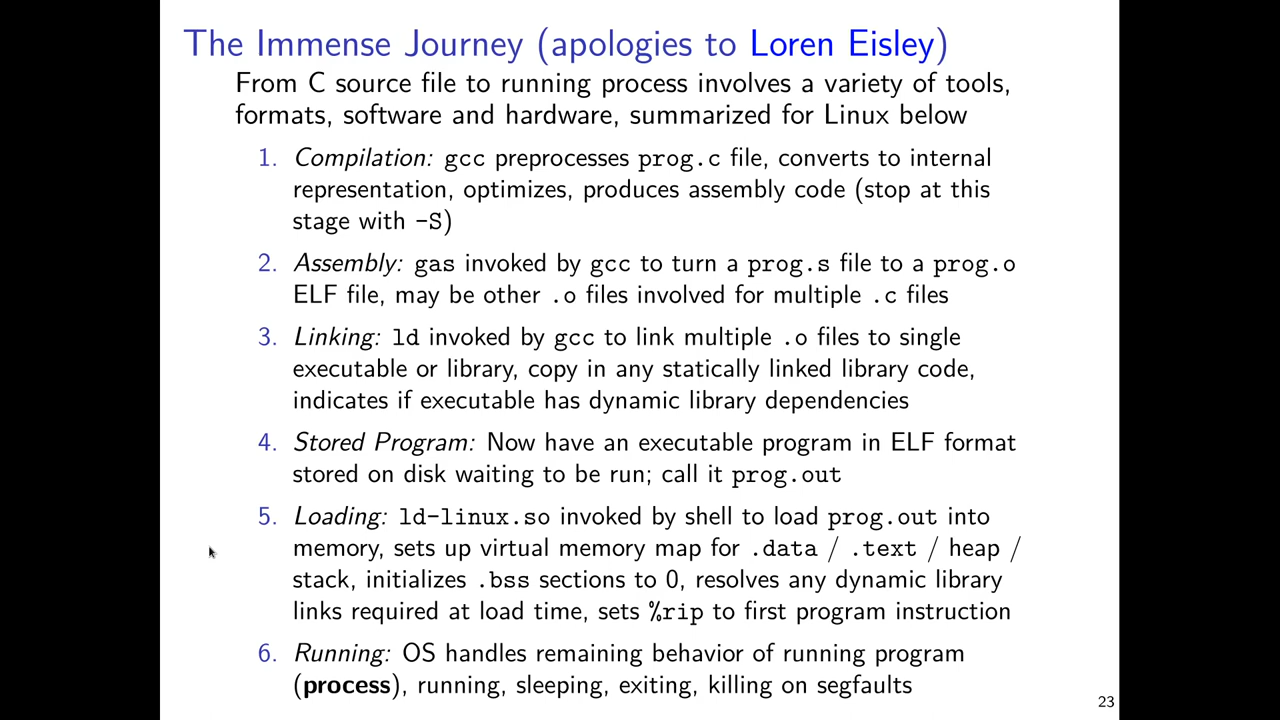 The Immense Journey (apologies to Loren Eisley)
From C source file to running process involves a variety of tools,
formats, software and hardware, summarized for Linux below
1. Compilation: gcc preprocesses prog.c file, converts to internal
representation, optimizes, produces assembly code (stop at this
stage with -S)
2. Assembly: gas invoked by gcc to turn a prog.s file to a prog.o
ELF file, may be other .o files involved for multiple .c files
3. Linking: ld invoked by gcc to link multiple .o files to single
executable or library, copy in any statically linked library code,
indicates if executable has dynamic library dependencies
4. Stored Program: Now have an executable program in ELF format
stored on disk waiting to be run; call it prog.out
5. Loading: ld-linux.so invoked by shell to load prog.out into
memory, sets up virtual memory map for .data / .text / heap /
stack, initializes .bss sections to 0, resolves any dynamic library
links required at load time, sets %rip to first program instruction
6. Running: OS handles remaining behavior of running program
(process), running, sleeping, exiting, killing on segfaults
23